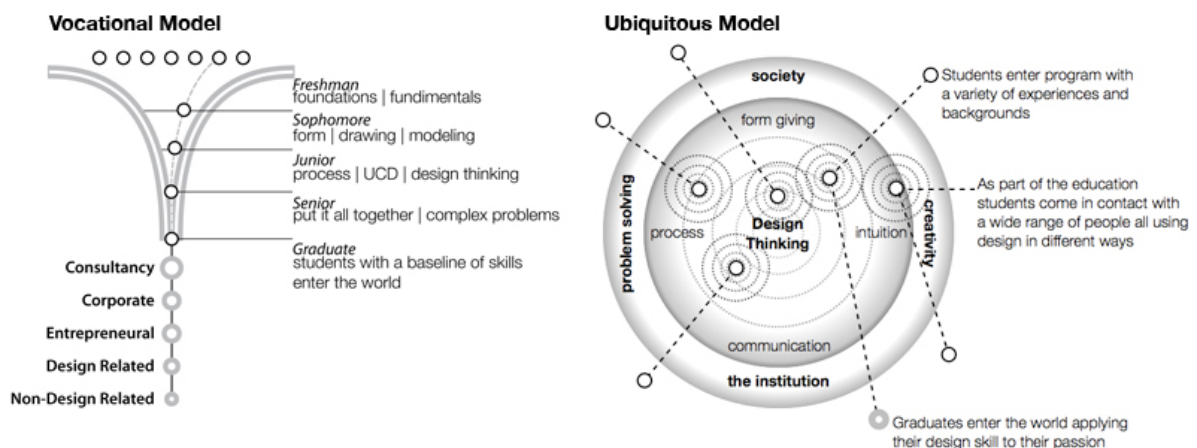 Vocational Model
Freshman
foundations | fundimentals
Sophomore
form | drawing | modeling
Junior
process | UCD | design thinking
Senior
put it all together | complex problems
Graduate
students with a baseline of skills
enter the world
Consultancy
Corporate
Entrepreneural
Design Related
Non-Design Related
Ubiquitous Model
society
form giving
problem solving
process
Design
Thinking
intuition
creativity
communication
the institution
Students enter program with
a variety of experiences and
backgrounds
As part of the education
students come in contact with
a wide range of people all using
design in different ways
Graduates enter the world applying
their design skill to their passion